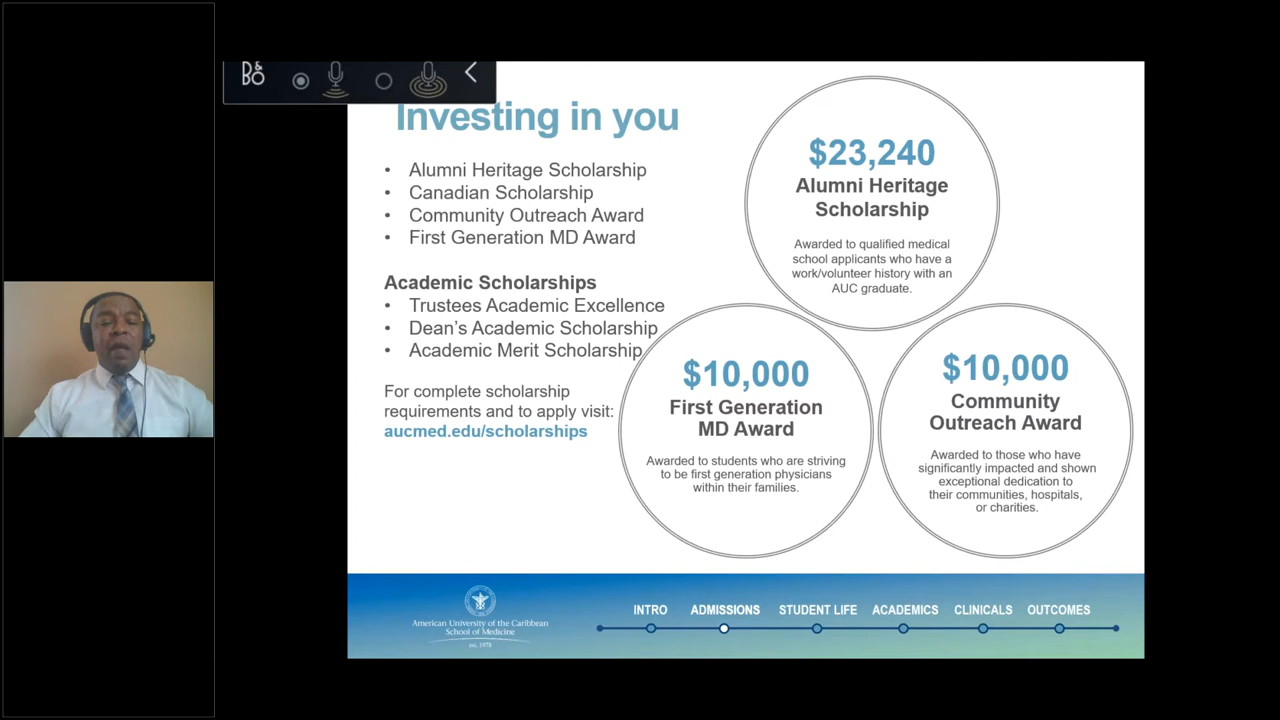 B&
BO
Investing in you
• Alumni Heritage Scholarship
• Canadian Scholarship
• Community Outreach Award
• First Generation MD Award
Academic Scholarships
• Trustees Academic Excellence
• Dean’s Academic Scholarship
• Academic Merit Scholarship
For complete scholarship
requirements and to apply visit:
aucmed.edu/scholarships
$23,240
Alumni Heritage
Scholarship
Awarded to qualified medical
school applicants who have a
work/volunteer history with an
AUC graduate.
$10,000
First Generation
MD Award
Awarded to students who are striving
to be first generation physicians
within their families.
$10,000
Community
Outreach Award
Awarded to those who have
significantly impacted and shown
exceptional dedication to
their communities, hospitals,
or charities.
American University of the Caribbean
School of Medicine
est. 1978
INTRO ADMISSIONS STUDENT LIFE ACADEMICS CLINICALS OUTCOMES